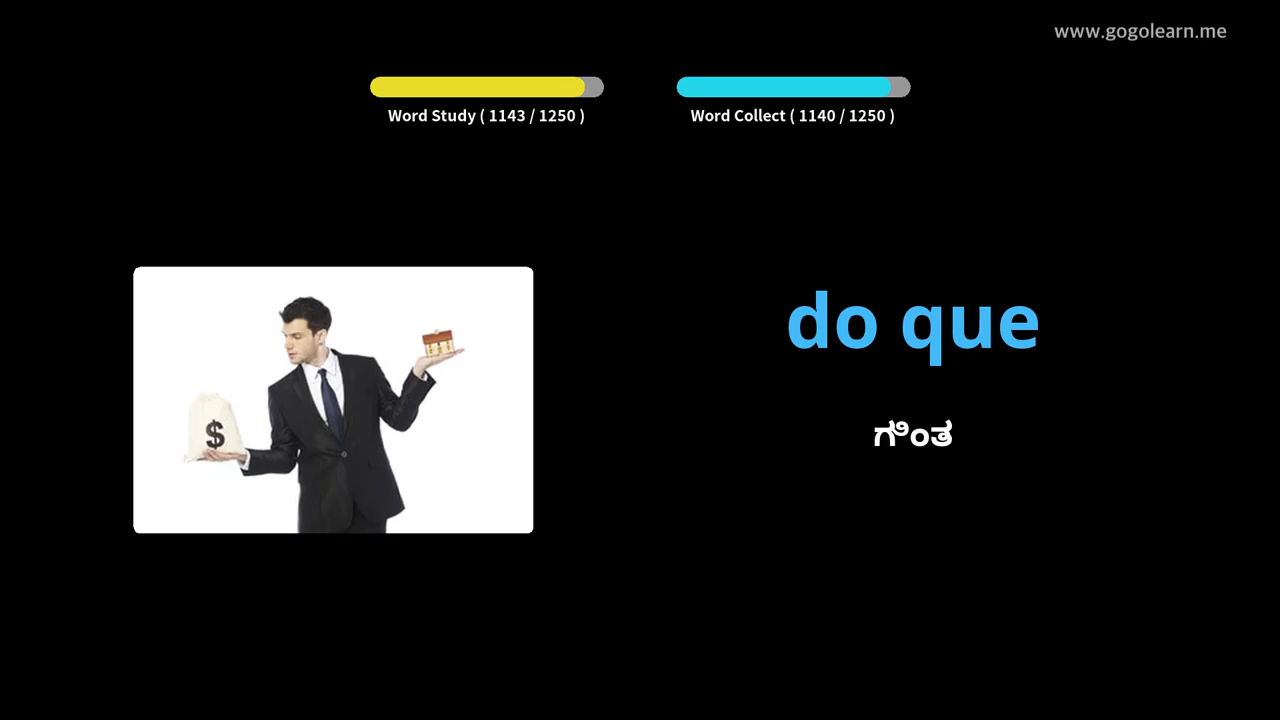 www.gogolearn.me
Word Study ( 1143 / 1250 )
Word Collect ( 1140 / 1250 )
$
do que
ಗಿಂತ